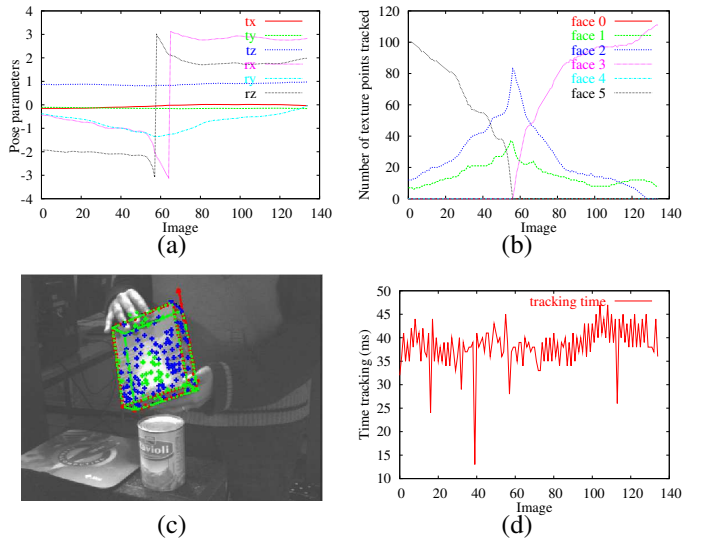 4
3
2
1
0
-1
-2
-3
-4
Pose parameters
tx
ty
tz
rx
ry
rz
0 20 40 60 80 100 120 140
Image
(a)
120
100
80
60
40
20
0
Number of texture points tracked
face 0
face 1
face 2
face 3
face 4
face 5
0 20 40 60 80 100 120 140
Image
(b)
avioli
(c)
50
45
40
35
30
25
20
15
10
Time tracking (ms)
tracking time
0 20 40 60 80 100 120 140
Image
(d)